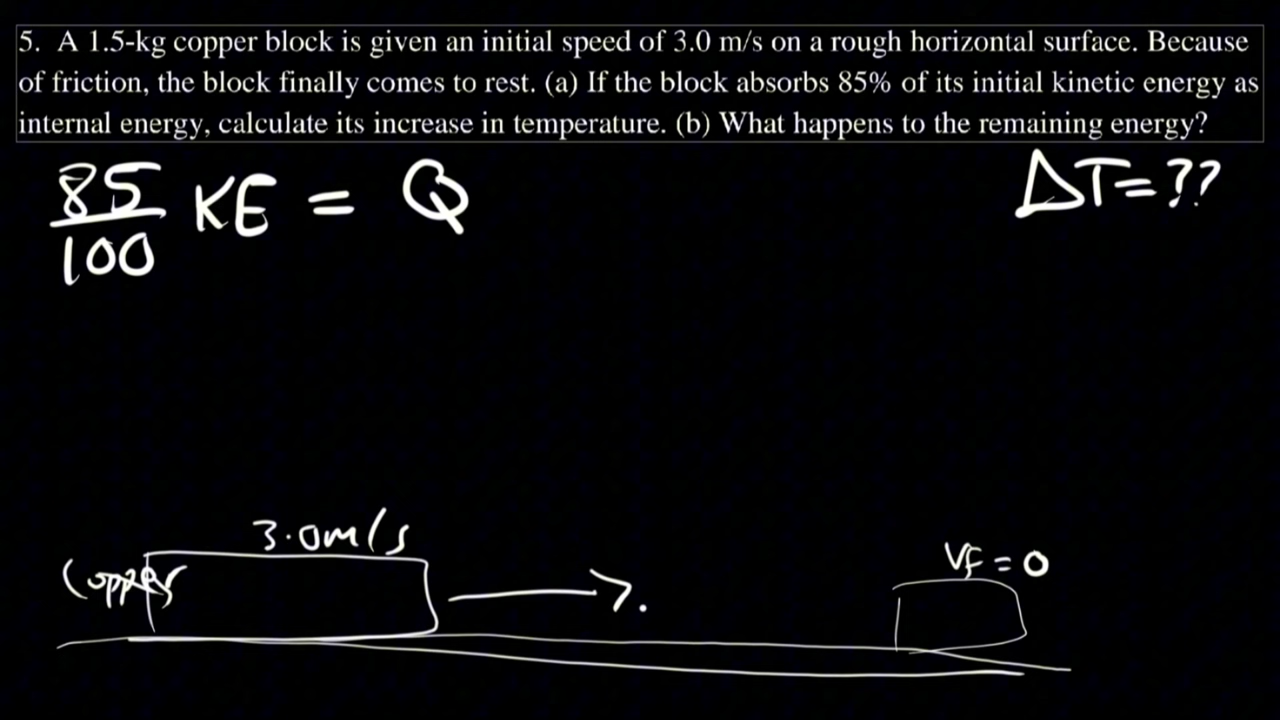 5. A 1.5-kg copper block is given an initial speed of 3.0 m/s on a rough horizontal surface. Because
of friction, the block finally comes to rest. (a) If the block absorbs 85% of its initial kinetic energy as
internal energy, calculate its increase in temperature. (b) What happens to the remaining energy?
85/100 KE = Q
ΔT=??
3.0m/s
Copper
VF = 0